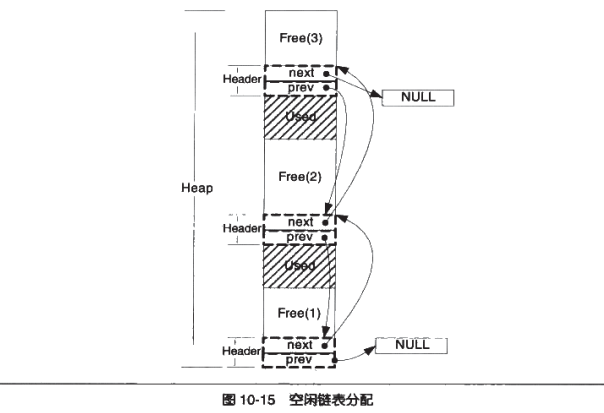 Free(3)
Header
next
prev
NULL
Used
Heap
Free(2)
Header
next
prev
Used
Free(1)
Header
next
prev
NULL
图 10-15 空闲链表分配